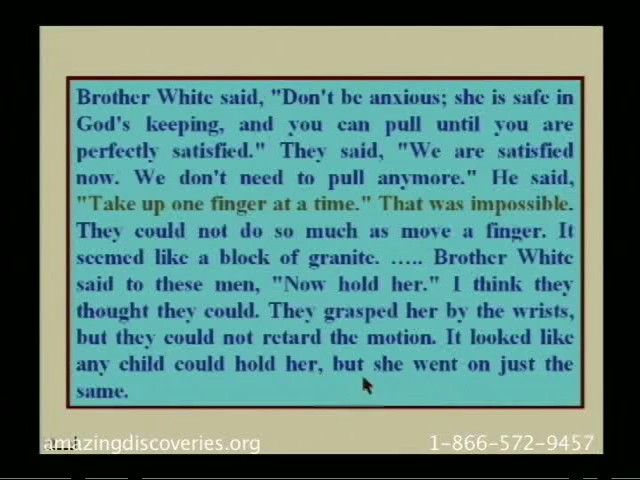 Brother White said, "Don't be anxious; she is safe in
God's keeping, and you can pull until you are
perfectly satisfied." They said, "We are satisfied
now. We don't need to pull anymore." He said,
"Take up one finger at a time." That was impossible.
They could not do so much as move a finger. It
seemed like a block of granite. ….. Brother White
said to these men, "Now hold her." I think they
thought they could. They grasped her by the wrists,
but they could not retard the motion. It looked like
any child could hold her, but she went on just the
same.
amazingdiscoveries.org
1-866-572-9457